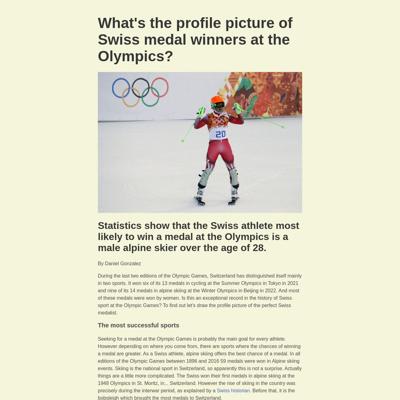 What's the profile picture of
Swiss medal winners at the
Olympics?
20
Statistics show that the Swiss athlete most
likely to win a medal at the Olympics is a
male alpine skier over the age of 28.
By Daniel Gonzalez
During the last two editions of the Olympic Games, Switzerland has distinguished itself mainly
in two sports. It won six of its 13 medals in cycling at the Summer Olympics in Tokyo in 2021
and nine of its 14 medals in alpine skiing at the Winter Olympics in Beijing in 2022. And most
of these medals were won by women. Is this an exceptional record in the history of Swiss
sport at the Olympic Games? To find out let's draw the profile picture of the perfect Swiss
medalist.
The most successful sports
Seeking for a medal at the Olympic Games is probably the main goal for every athlete.
However depending on where you come from, there are sports where the chances of winning
a medal are greater. As a Swiss athlete, alpine skiing offers the best chance of a medal. In all
editions of the Olympic Games between 1896 and 2016 59 medals were won in Alpine skiing
events. Skiing is the national sport in Switzerland, so apparently this is not a surprise. Actually
things are a little more complicated. The Swiss won their first medals in alpine skiing at the
1948 Olympics in St. Moritz, in... Switzerland. However the rise of skiing in the country was
precisely during the interwar period, as explained by a Swiss historian. Before that, it is the
bobsleigh which brought the most medals to Switzerland.